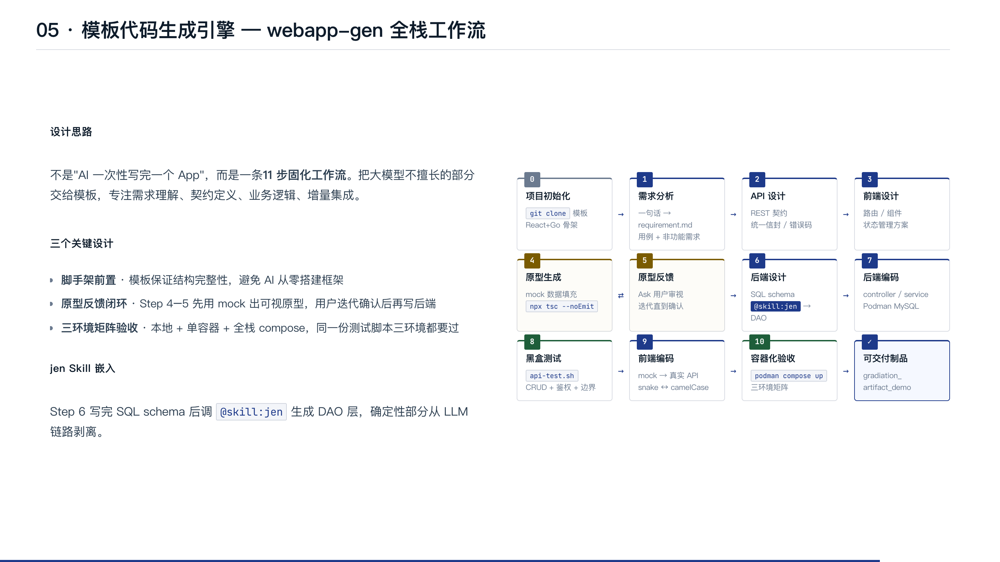 05 · 模板代码生成引擎 — webapp-gen 全栈工作流
设计思路
不是"AI 一次性写完一个 App"，而是一条11 步固化工作流。把大模型不擅长的部分
交给模板，专注需求理解、契约定义、业务逻辑、增量集成。
三个关键设计
脚手架前置 · 模板保证结构完整性，避免 AI 从零搭建框架
原型反馈闭环 · Step 4–5 先用 mock 出可视原型，用户迭代确认后再写后端
三环境矩阵验收 · 本地 + 单容器 + 全栈 compose，同一份测试脚本三环境都要过
jen Skill 嵌入
Step 6 写完 SQL schema 后调 @skill:jen 生成 DAO 层，确定性部分从 LLM
链路剥离。
0
项目初始化
git clone 模板
React+Go 骨架
→
1
需求分析
一句话 →
requirement.md
用例 + 非功能需求
→
2
API 设计
REST 契约
统一信封 / 错误码
→
3
前端设计
路由 / 组件
状态管理方案
4
原型生成
mock 数据填充
npx tsc --noEmit
⇄
5
原型反馈
Ask 用户审视
迭代直到确认
→
6
后端设计
SQL schema
@skill:jen →
DAO
→
7
后端编码
controller / service
Podman MySQL
8
黑盒测试
api-test.sh
CRUD + 鉴权 + 边界
→
9
前端编码
mock → 真实 API
snake ↔ camelCase
→
10
容器化验收
podman compose up
三环境矩阵
→
✓
可交付制品
gradiation_
artifact_demo